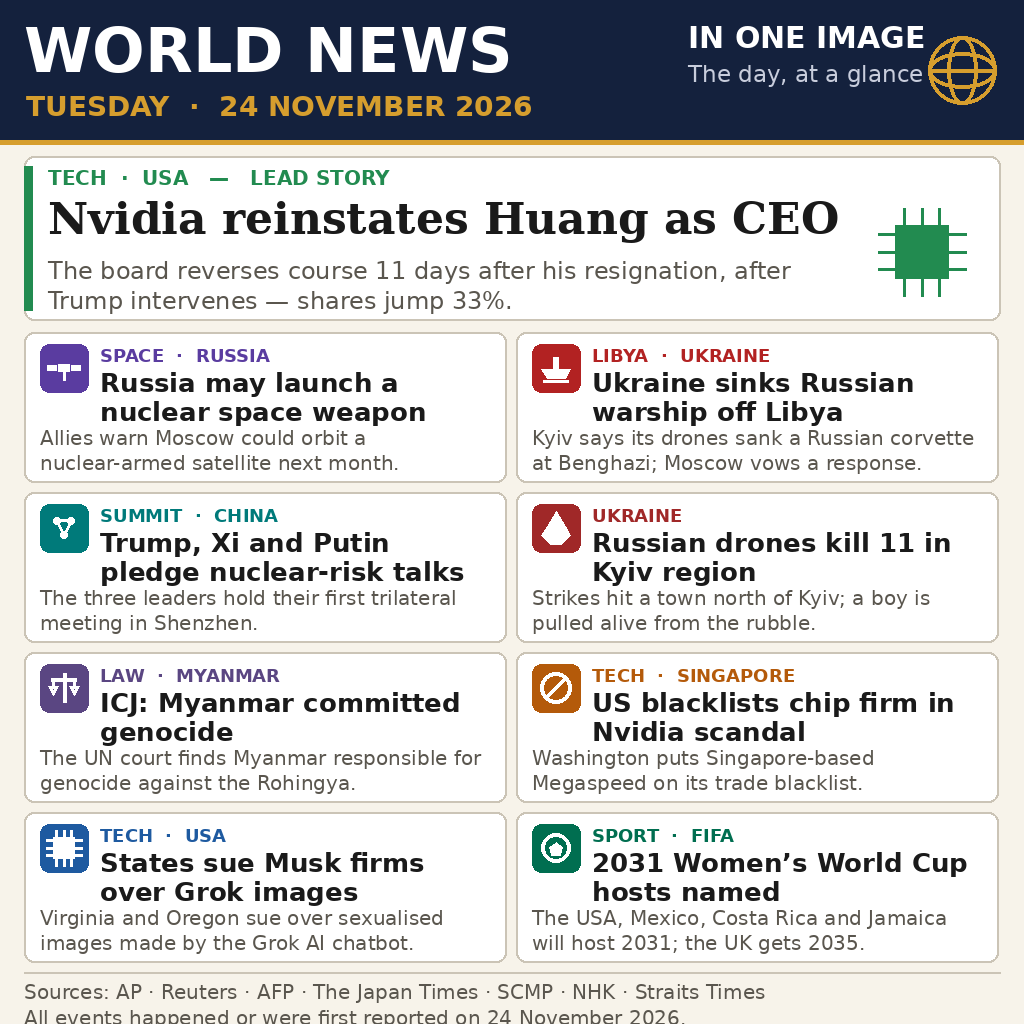 WORLD NEWS
TUESDAY · 24 NOVEMBER 2026
IN ONE IMAGE
The day, at a glance
TECH · USA — LEAD STORY
Nvidia reinstates Huang as CEO
The board reverses course 11 days after his resignation, after
Trump intervenes — shares jump 33%.
SPACE · RUSSIA
Russia may launch a
nuclear space weapon
Allies warn Moscow could orbit a
nuclear-armed satellite next month.
LIBYA · UKRAINE
Ukraine sinks Russian
warship off Libya
Kyiv says its drones sank a Russian corvette
at Benghazi; Moscow vows a response.
SUMMIT · CHINA
Trump, Xi and Putin
pledge nuclear-risk talks
The three leaders hold their first trilateral
meeting in Shenzhen.
UKRAINE
Russian drones kill 11 in
Kyiv region
Strikes hit a town north of Kyiv; a boy is
pulled alive from the rubble.
LAW · MYANMAR
ICJ: Myanmar committed
genocide
The UN court finds Myanmar responsible for
genocide against the Rohingya.
TECH · SINGAPORE
US blacklists chip firm in
Nvidia scandal
Washington puts Singapore-based
Megaspeed on its trade blacklist.
TECH · USA
States sue Musk firms
over Grok images
Virginia and Oregon sue over sexualised
images made by the Grok AI chatbot.
SPORT · FIFA
2031 Women’s World Cup
hosts named
The USA, Mexico, Costa Rica and Jamaica
will host 2031; the UK gets 2035.
Sources: AP · Reuters · AFP · The Japan Times · SCMP · NHK · Straits Times
All events happened or were first reported on 24 November 2026.